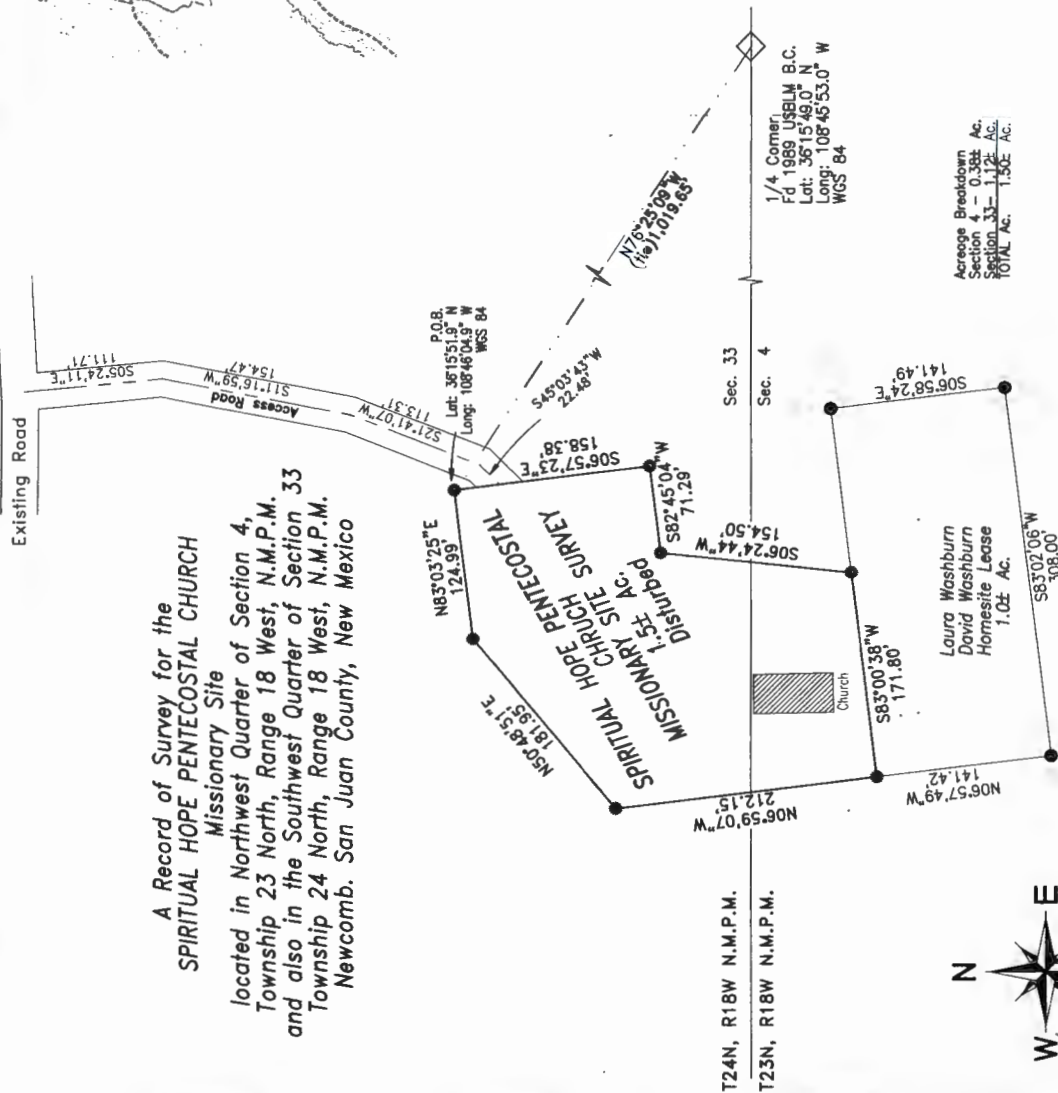 Existing Road
A Record of Survey for the
SPIRITUAL HOPE PENTECOSTAL CHURCH
Missionary Site
located in Northwest Quarter of Section 4,
Township 23 North, Range 18 West, N.M.P.M.
and also in the Southwest Quarter of Section 33
Township 24 North, Range 18 West, N.M.P.M.
Newcomb. San Juan County, New Mexico
S05°24'11"E
111.71'
S11°16'59"W
154.47'
Access Road
S21°41'07"W
113.31'
P.O.B.
Lat: 36°15'51.9" N
Long: 108°46'04.9" W
WGS 84
S45°03'43"W
22.48'
N76°25'09"W
(tie)1,019.65'
1/4 Corner
Fd 1989 USBLM B.C.
Lat: 36°15'49.0" N
Long: 108°45'53.0" W
WGS 84
N83°03'25"E
124.99'
S06°57'23"E
158.38'
N50°48'51"E
181.95'
SPIRITUAL HOPE PENTECOSTAL
CHRUCH
MISSIONARY SITE SURVEY
1.5± AC.
Disturbed
S82°45'04"W
71.29'
S06°24'44"W
154.50'
N06°59'07"W
212.15'
Church
S83°00'38"W
171.80'
Sec. 33
Sec. 4
T24N, R18W N.M.P.M.
T23N, R18W N.M.P.M.
S06°58'24"E
141.49'
N06°57'49"W
141.42'
Laura Washburn
David Washburn
Homesite Lease
1.0± Ac.
S83°02'06"W
308.00'
Acreage Breakdown
Section 4 - 0.38± Ac.
Section 33- 1.12± Ac.
TOTAL Ac. 1.50± Ac.
N
W
E